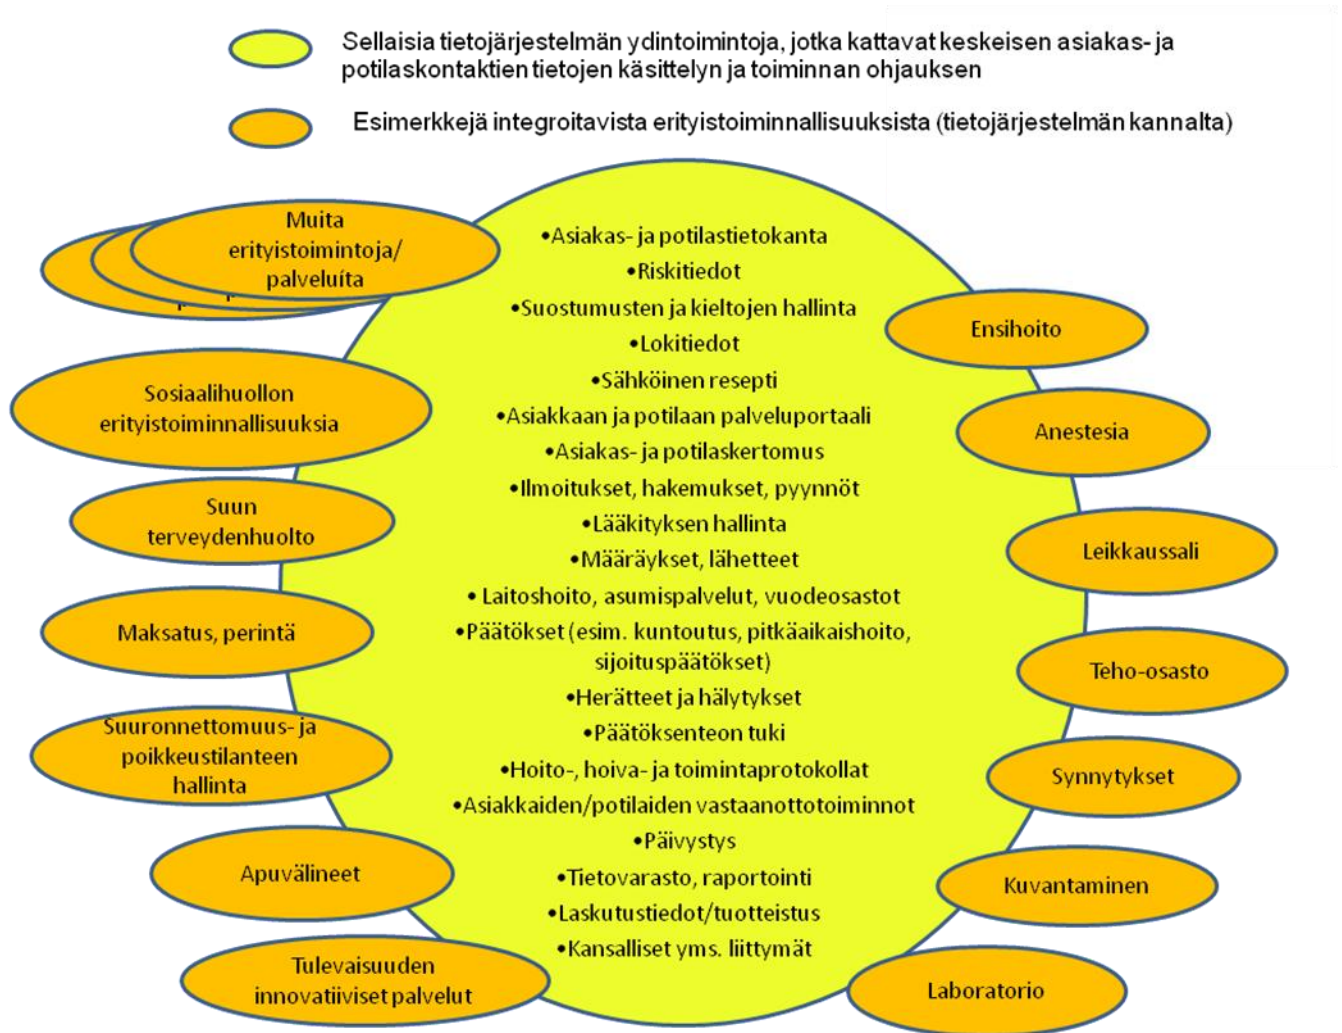 Sellaisia tietojärjestelmän ydintoimintoja, jotka kattavat keskeisen asiakas- ja
potilaskontaktien tietojen käsittelyn ja toiminnan ohjauksen
Esimerkkejä integroitavista erityistoiminnallisuuksista (tietojärjestelmän kannalta)
Muita
erityistoimintoja/
palveluita
Sosiaalihuollon
erityistoiminnallisuuksia
Suun
terveydenhuolto
Maksatus, perintä
Suuronnettomuus- ja
poikkeustilanteen
hallinta
Apuvälineet
Tulevaisuuden
innovatiiviset palvelut
•Asiakas- ja potilastietokanta
•Riskitiedot
•Suostumusten ja kieltojen hallinta
•Lokitiedot
•Sähköinen resepti
•Asiakkaan ja potilaan palveluportaali
•Asiakas- ja potilaskertomus
•Ilmoitukset, hakemukset, pyynnöt
•Lääkityksen hallinta
•Määräykset, lähetteet
• Laitoshoito, asumispalvelut, vuodeosastot
•Päätökset (esim. kuntoutus, pitkäaikaishoito,
sijoituspäätökset)
•Herätteet ja hälytykset
•Päätöksenteon tuki
•Hoito-, hoiva- ja toimintaprotokollat
•Asiakkaiden/potilaiden vastaanottotoiminnot
•Päivystys
•Tietovarasto, raportointi
•Laskutustiedot/tuotteistus
•Kansalliset yms. liittymät
Ensihoito
Anestesia
Leikkaussali
Teho-osasto
Synnytykset
Kuvantaminen
Laboratorio